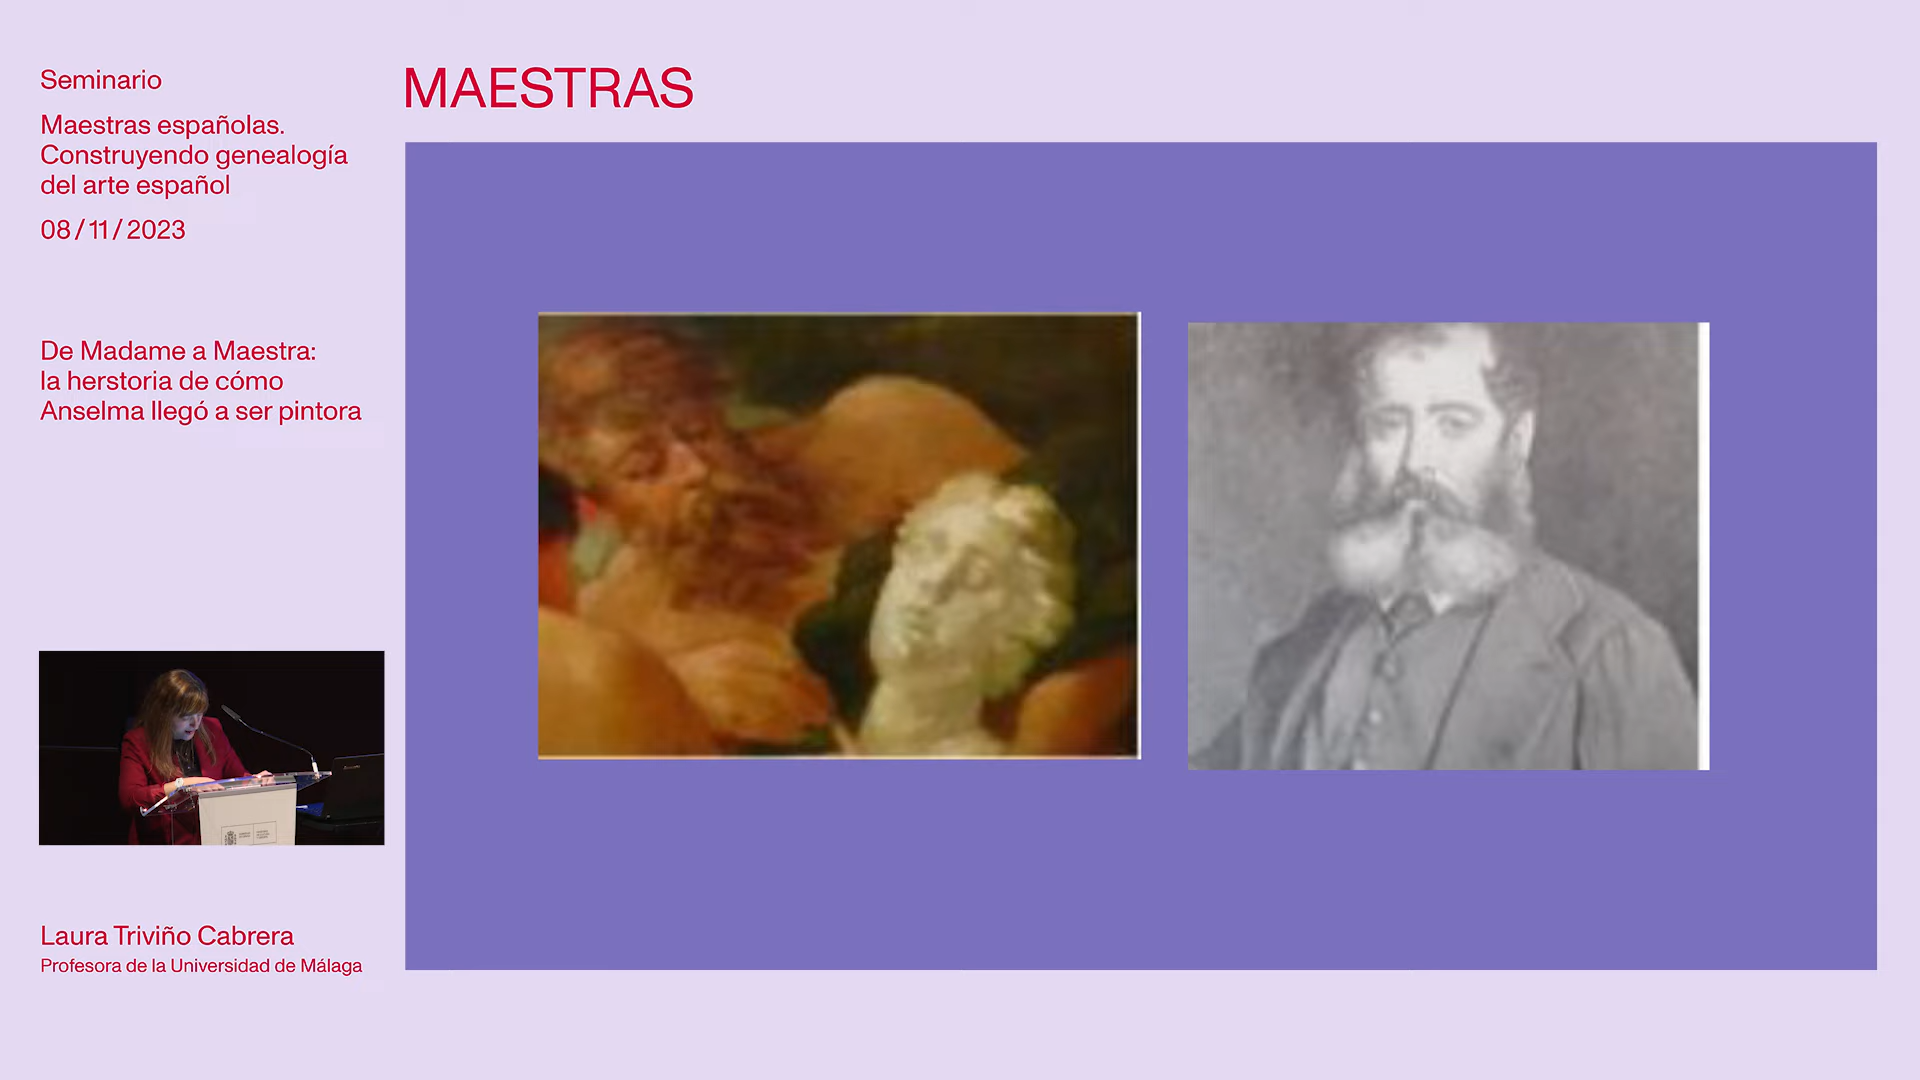 Seminario
Maestras españolas.
Construyendo genealogía
del arte español
08/11/2023
De Madame a Maestra:
la herstoria de cómo
Anselma llegó a ser pintora
Laura Triviño Cabrera
Profesora de la Universidad de Málaga
MAESTRAS